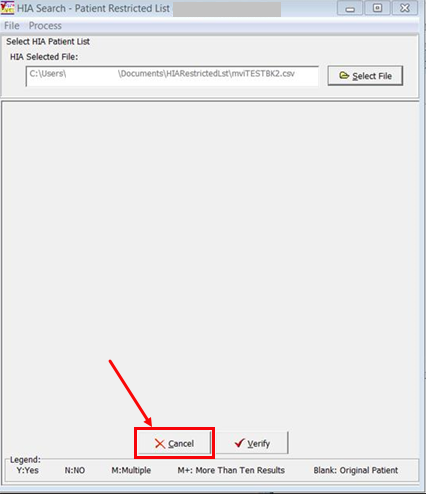 HIA Search - Patient Restricted List
File Process
Select HIA Patient List
HIA Selected File:
C:\Users\ \Documents\HIARestrictedLst\mviTESTBK2.csv
Select File
Cancel
Verify
Legend:
Y:Yes N:NO M:Multiple M+: More Than Ten Results Blank: Original Patient